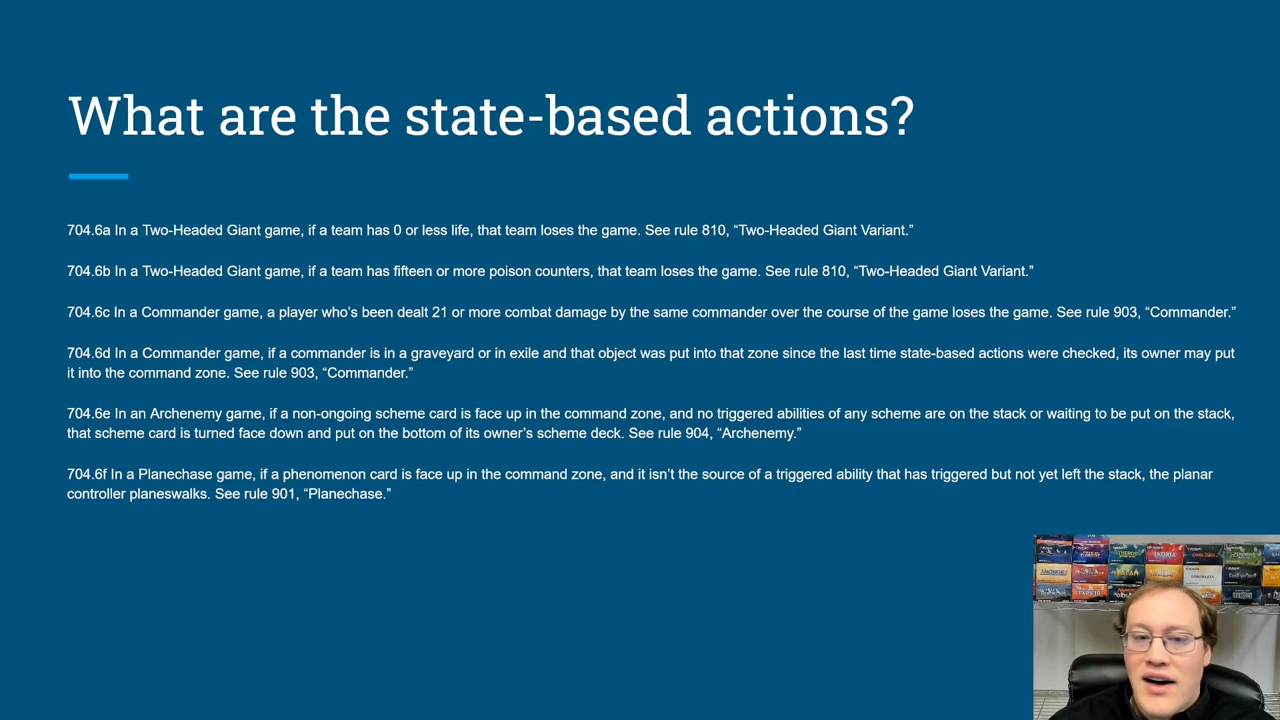 What are the state-based actions?
704.6a In a Two-Headed Giant game, if a team has 0 or less life, that team loses the game. See rule 810, “Two-Headed Giant Variant.”
704.6b In a Two-Headed Giant game, if a team has fifteen or more poison counters, that team loses the game. See rule 810, “Two-Headed Giant Variant.”
704.6c In a Commander game, a player who’s been dealt 21 or more combat damage by the same commander over the course of the game loses the game. See rule 903, “Commander.”
704.6d In a Commander game, if a commander is in a graveyard or in exile and that object was put into that zone since the last time state-based actions were checked, its owner may put
it into the command zone. See rule 903, “Commander.”
704.6e In an Archenemy game, if a non-ongoing scheme card is face up in the command zone, and no triggered abilities of any scheme are on the stack or waiting to be put on the stack,
that scheme card is turned face down and put on the bottom of its owner’s scheme deck. See rule 904, “Archenemy.”
704.6f In a Planechase game, if a phenomenon card is face up in the command zone, and it isn’t the source of a triggered ability that has triggered but not yet left the stack, the planar
controller planeswalks. See rule 901, “Planechase.”
IKORIA